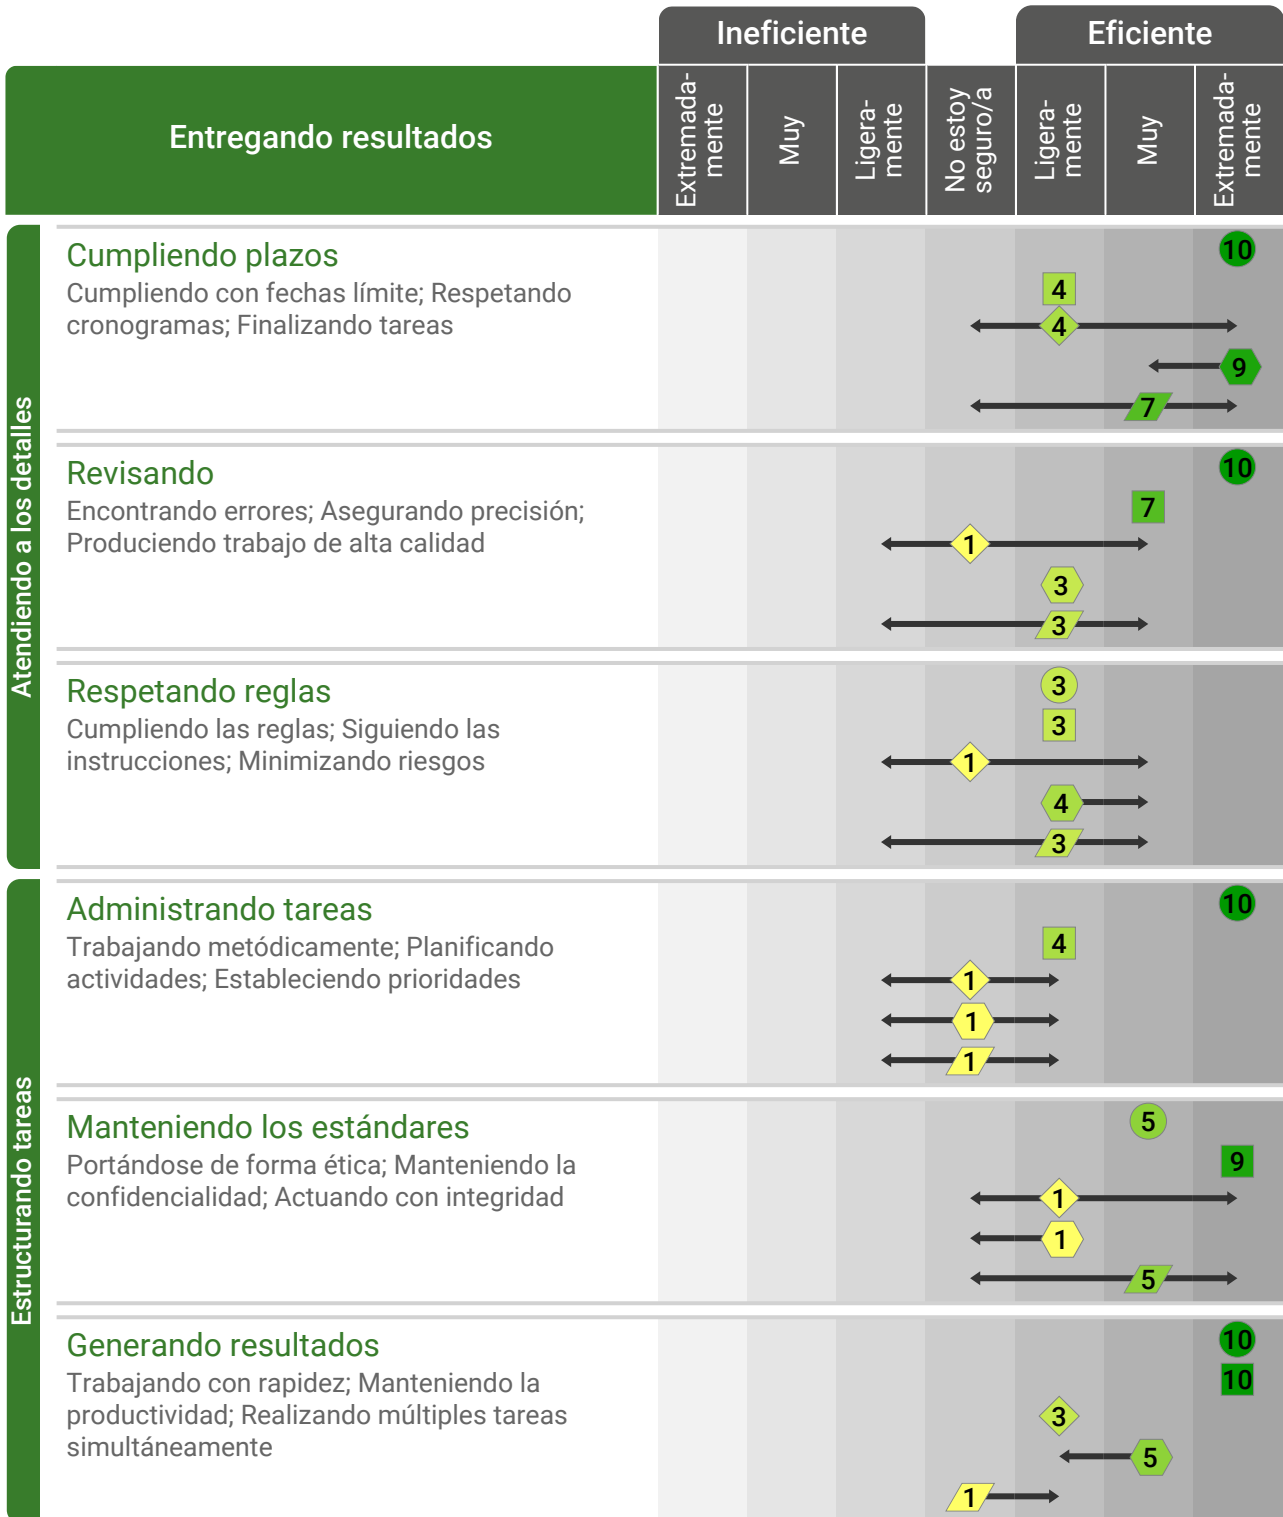 Ineficiente
Eficiente
Entregando resultados
Extremada-
mente
Muy
Ligera-
mente
No estoy
seguro/a
Ligera-
mente
Muy
Extremada-
mente
Atendiendo a los detalles
Cumpliendo plazos
Cumpliendo con fechas límite; Respetando
cronogramas; Finalizando tareas
10
4
4
9
7
Revisando
Encontrando errores; Asegurando precisión;
Produciendo trabajo de alta calidad
10
7
1
3
3
Respetando reglas
Cumpliendo las reglas; Siguiendo las
instrucciones; Minimizando riesgos
3
3
1
4
3
Estructurando tareas
Administrando tareas
Trabajando metódicamente; Planificando
actividades; Estableciendo prioridades
10
4
1
1
1
Manteniendo los estándares
Portándose de forma ética; Manteniendo la
confidencialidad; Actuando con integridad
5
9
1
1
5
Generando resultados
Trabajando con rapidez; Manteniendo la
productividad; Realizando múltiples tareas
simultáneamente
10
10
3
5
1